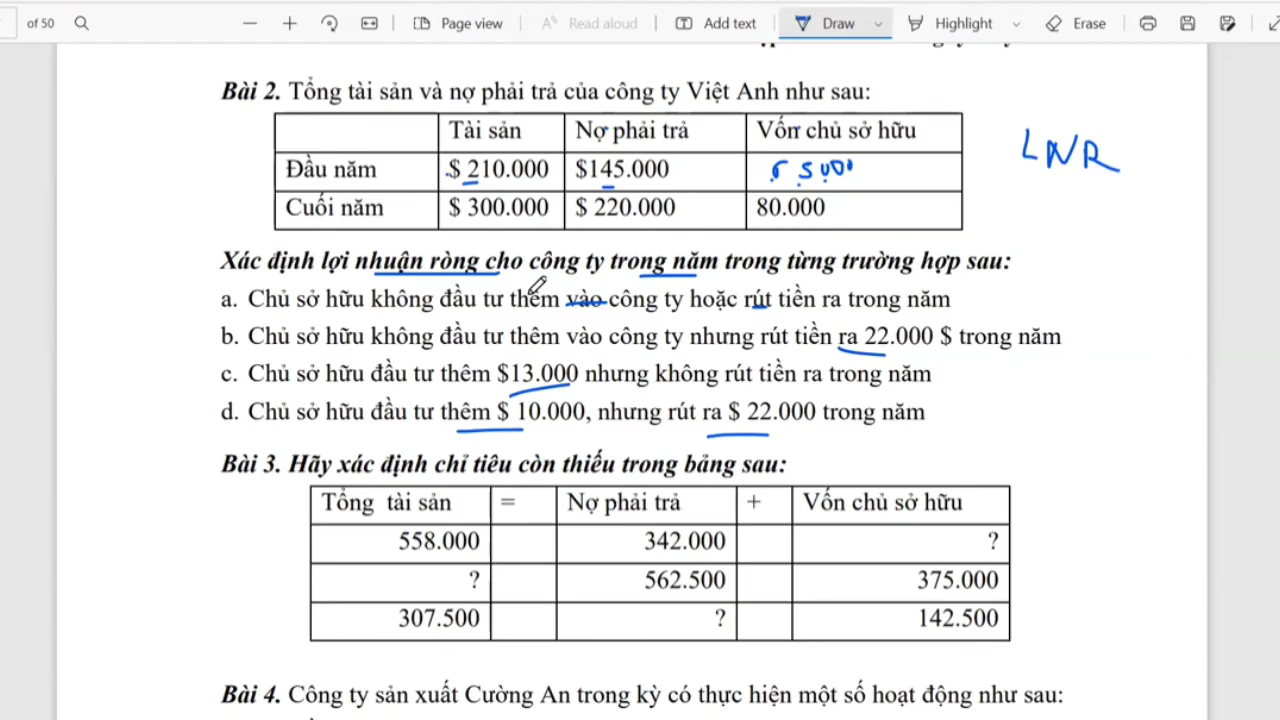 of 50 Page view Read aloud Add text Draw Highlight Erase
Bài 2. Tổng tài sản và nợ phải trả của công ty Việt Anh như sau:
Tài sản Nợ phải trả Vốn chủ sở hữu
Đầu năm $ 210.000 $145.000 65000
Cuối năm $ 300.000 $ 220.000 80.000
LNR
Xác định lợi nhuận ròng cho công ty trong năm trong từng trường hợp sau:
a. Chủ sở hữu không đầu tư thêm vào công ty hoặc rút tiền ra trong năm
b. Chủ sở hữu không đầu tư thêm vào công ty nhưng rút tiền ra 22.000 $ trong năm
c. Chủ sở hữu đầu tư thêm $13.000 nhưng không rút tiền ra trong năm
d. Chủ sở hữu đầu tư thêm $ 10.000, nhưng rút ra $ 22.000 trong năm
Bài 3. Hãy xác định chỉ tiêu còn thiếu trong bảng sau:
Tổng tài sản = Nợ phải trả + Vốn chủ sở hữu
558.000 342.000 ?
? 562.500 375.000
307.500 ? 142.500
Bài 4. Công ty sản xuất Cường An trong kỳ có thực hiện một số hoạt động như sau: